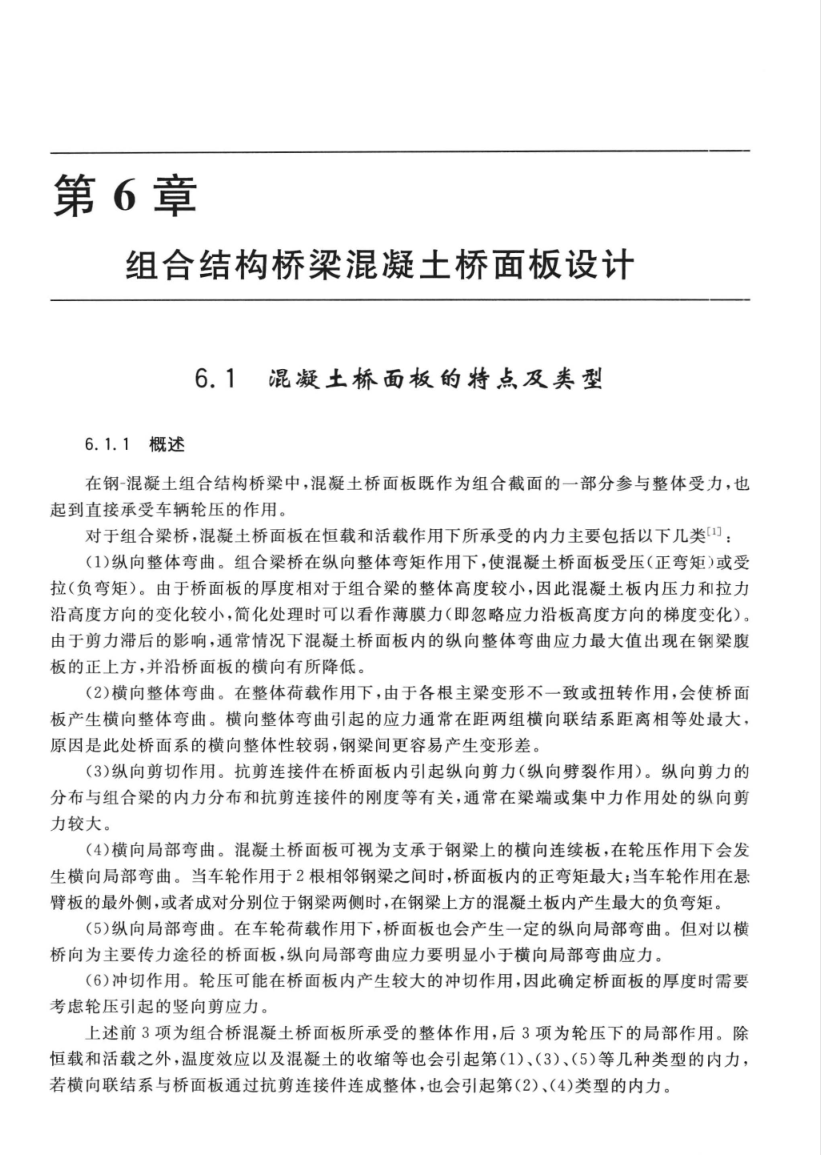 第 6 章
组合结构桥梁混凝土桥面板设计
6.1 混凝土桥面板的特点及类型
6.1.1 概述
在钢-混凝土组合结构桥梁中,混凝土桥面板既作为组合截面的一部分参与整体受力,也
起到直接承受车辆轮压的作用。
对于组合梁桥,混凝土桥面板在恒载和活载作用下所承受的内力主要包括以下几类[1]:
(1)纵向整体弯曲。组合梁桥在纵向整体弯矩作用下,使混凝土桥面板受压(正弯矩)或受
拉(负弯矩)。由于桥面板的厚度相对于组合梁的整体高度较小,因此混凝土板内压力和拉力
沿高度方向的变化较小,简化处理时可以看作薄膜力(即忽略应力沿板高度方向的梯度变化)。
由于剪力滞后的影响,通常情况下混凝土桥面板内的纵向整体弯曲应力最大值出现在钢梁腹
板的正上方,并沿桥面板的横向有所降低。
(2)横向整体弯曲。在整体荷载作用下,由于各根主梁变形不一致或扭转作用,会使桥面
板产生横向整体弯曲。横向整体弯曲引起的应力通常在距两组横向联结系距离相等处最大,
原因是此处桥面系的横向整体性较弱,钢梁间更容易产生变形差。
(3)纵向剪切作用。抗剪连接件在桥面板内引起纵向剪力(纵向劈裂作用)。纵向剪力的
分布与组合梁的内力分布和抗剪连接件的刚度等有关,通常在梁端或集中力作用处的纵向剪
力较大。
(4)横向局部弯曲。混凝土桥面板可视为支承于钢梁上的横向连续板,在轮压作用下会发
生横向局部弯曲。当车轮作用于2根相邻钢梁之间时,桥面板内的正弯矩最大;当车轮作用在悬
臂板的最外侧,或者成对分别位于钢梁两侧时,在钢梁上方的混凝土板内产生最大的负弯矩。
(5)纵向局部弯曲。在车轮荷载作用下,桥面板也会产生一定的纵向局部弯曲。但对以横
桥向为主要传力途径的桥面板,纵向局部弯曲应力要明显小于横向局部弯曲应力。
(6)冲切作用。轮压可能在桥面板内产生较大的冲切作用,因此确定桥面板的厚度时需要
考虑轮压引起的竖向剪应力。
上述前 3 项为组合桥混凝土桥面板所承受的整体作用,后 3 项为轮压下的局部作用。除
恒载和活载之外,温度效应以及混凝土的收缩等也会引起第(1)、(3)、(5)等几种类型的内力,
若横向联结系与桥面板通过抗剪连接件连成整体,也会引起第(2)、(4)类型的内力。